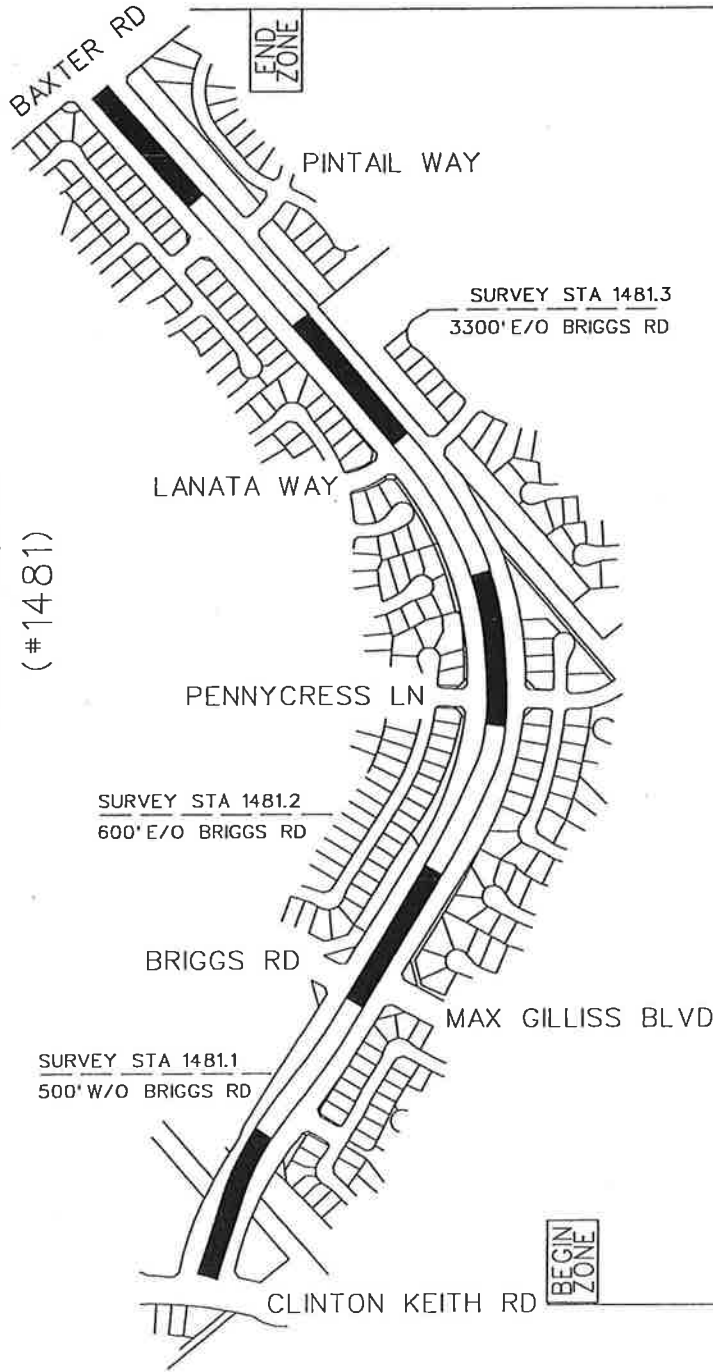 BAXTER RD
END
ZONE
PINTAIL WAY
SURVEY STA 1481.3
3300' E/O BRIGGS RD
LANATA WAY
(#1481)
PENNYCRESS LN
SURVEY STA 1481.2
600' E/O BRIGGS RD
BRIGGS RD
MAX GILLISS BLVD
SURVEY STA 1481.1
500' W/O BRIGGS RD
BEGIN
ZONE
CLINTON KEITH RD